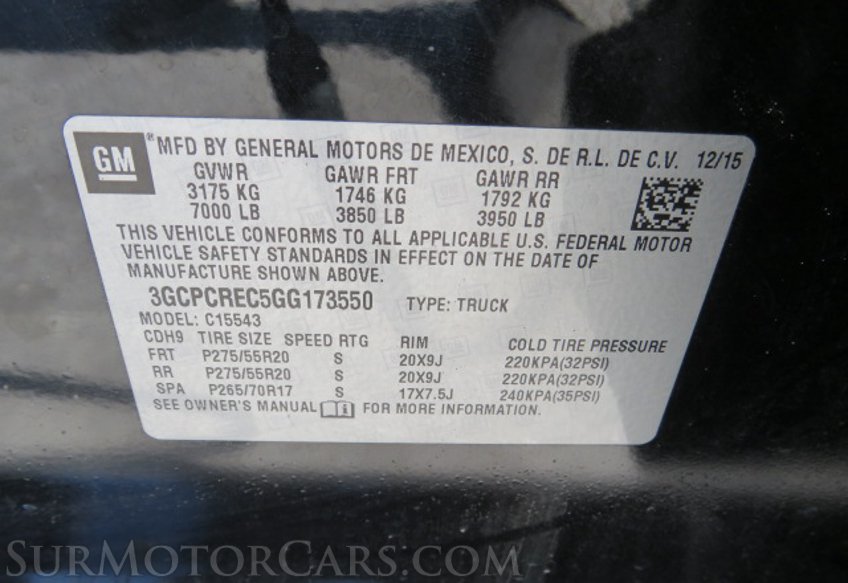 GM ® MFD BY GENERAL MOTORS DE MEXICO, S. DE R.L. DE C.V. 12/15
GVWR GAWR FRT GAWR RR
3175 KG 1746 KG 1792 KG
7000 LB 3850 LB 3950 LB
THIS VEHICLE CONFORMS TO ALL APPLICABLE U.S. FEDERAL MOTOR
VEHICLE SAFETY STANDARDS IN EFFECT ON THE DATE OF
MANUFACTURE SHOWN ABOVE.
3GCPCREC5GG173550 TYPE: TRUCK
MODEL: C15543
CDH9 TIRE SIZE SPEED RTG RIM COLD TIRE PRESSURE
FRT P275/55R20 S 20X9J 220KPA(32PSI)
RR P275/55R20 S 20X9J 220KPA(32PSI)
SPA P265/70R17 S 17X7.5J 240KPA(35PSI)
SEE OWNER'S MANUAL FOR MORE INFORMATION.
SURMOTORCARS.COM